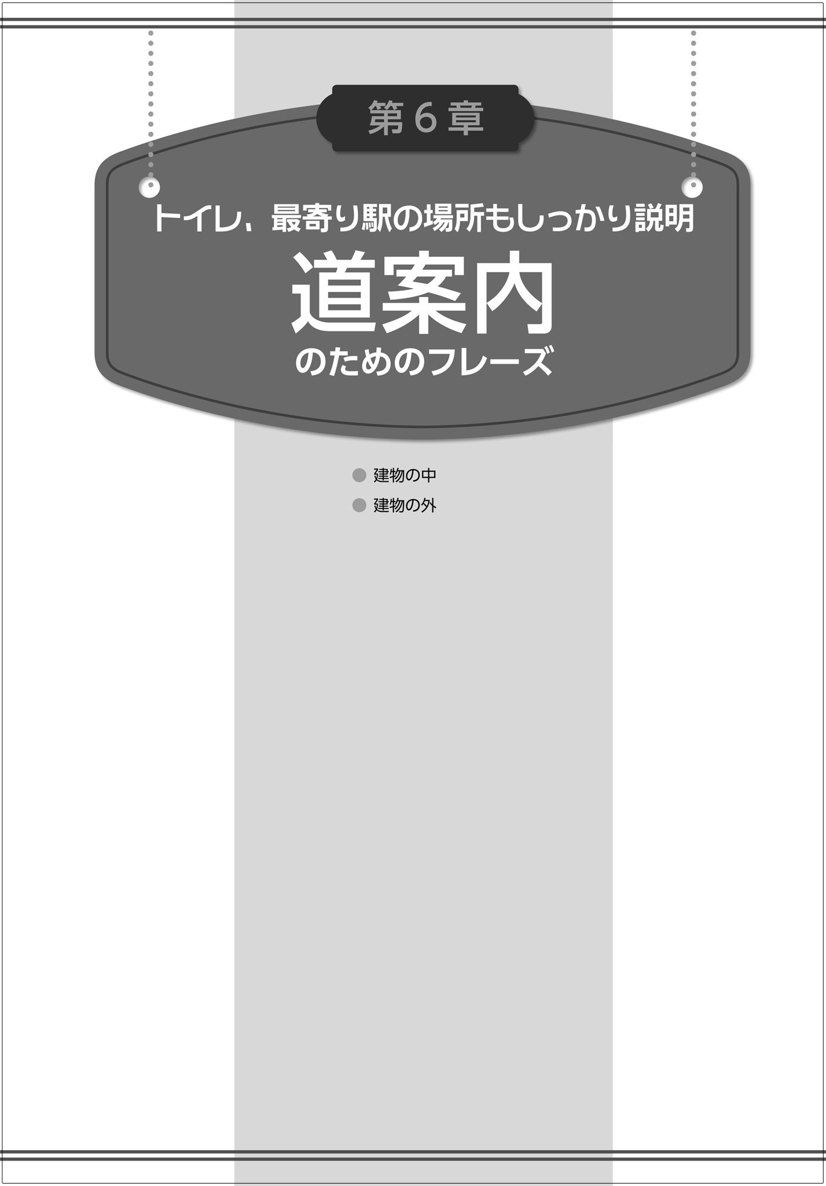 第6章
トイレ、最寄り駅の場所もしっかり説明
道案内
のためのフレーズ
建物の中
建物の外